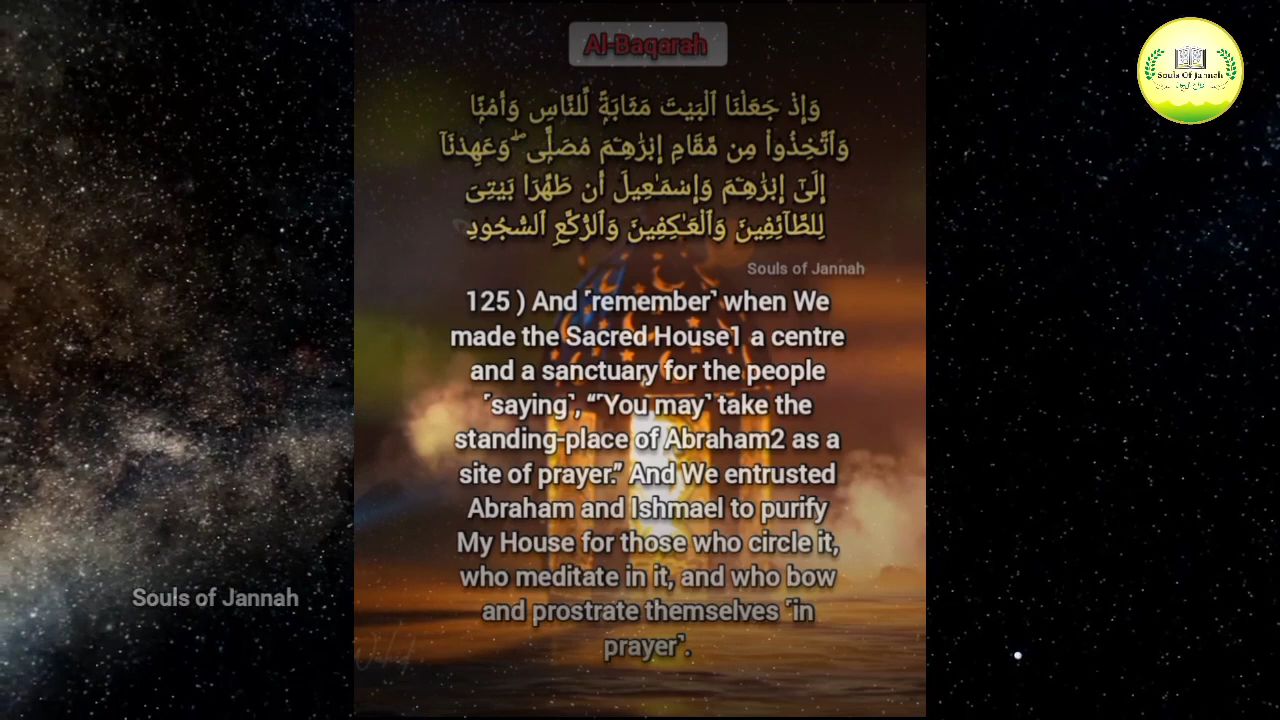 Al-Baqarah
Souls Of Jannah
وَإِذْ جَعَلْنَا ٱلْبَيْتَ مَثَابَةًۭ لِّلنَّاسِ وَأَمْنًۭا
وَٱتَّخِذُوا۟ مِن مَّقَامِ إِبْرَٰهِـۧمَ مُصَلًّۭى ۖ وَعَهِدْنَآ
إِلَىٰٓ إِبْرَٰهِـۧمَ وَإِسْمَـٰعِيلَ أَن طَهِّرَا بَيْتِىَ
لِلطَّآئِفِينَ وَٱلْعَـٰكِفِينَ وَٱلرُّكَّعِ ٱلسُّجُودِ
Souls of Jannah
125 ) And ˹remember˺ when We
made the Sacred House1 a centre
and a sanctuary for the people
˹saying˺, “˹You may˺ take the
standing-place of Abraham2 as a
site of prayer.” And We entrusted
Abraham and Ishmael to purify
My House for those who circle it,
who meditate in it, and who bow
and prostrate themselves ˹in
prayer˺.
Souls of Jannah